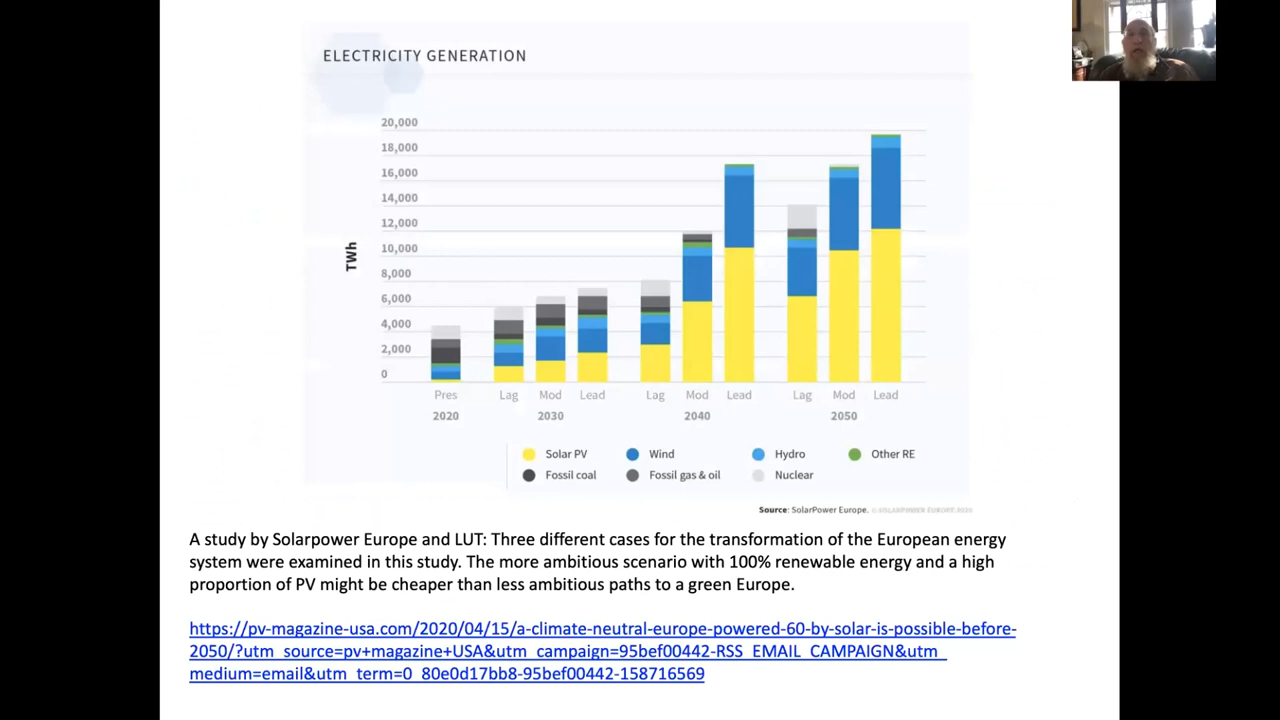 ELECTRICITY GENERATION
20,000
18,000
16,000
14,000
12,000
10,000
8,000
6,000
4,000
2,000
0
TWh
Pres Lag Mod Lead Lag Mod Lead Lag Mod Lead
2020 2030 2040 2050
Solar PV Wind Hydro Other RE
Fossil coal Fossil gas & oil Nuclear
Source: SolarPower Europe. © SOLARPOWER EUROPE 2020
A study by Solarpower Europe and LUT: Three different cases for the transformation of the European energy
system were examined in this study. The more ambitious scenario with 100% renewable energy and a high
proportion of PV might be cheaper than less ambitious paths to a green Europe.
https://pv-magazine-usa.com/2020/04/15/a-climate-neutral-europe-powered-60-by-solar-is-possible-before-
2050/?utm_source=pv+magazine+USA&utm_campaign=95bef00442-RSS_EMAIL_CAMPAIGN&utm_
medium=email&utm_term=0_80e0d17bb8-95bef00442-158716569